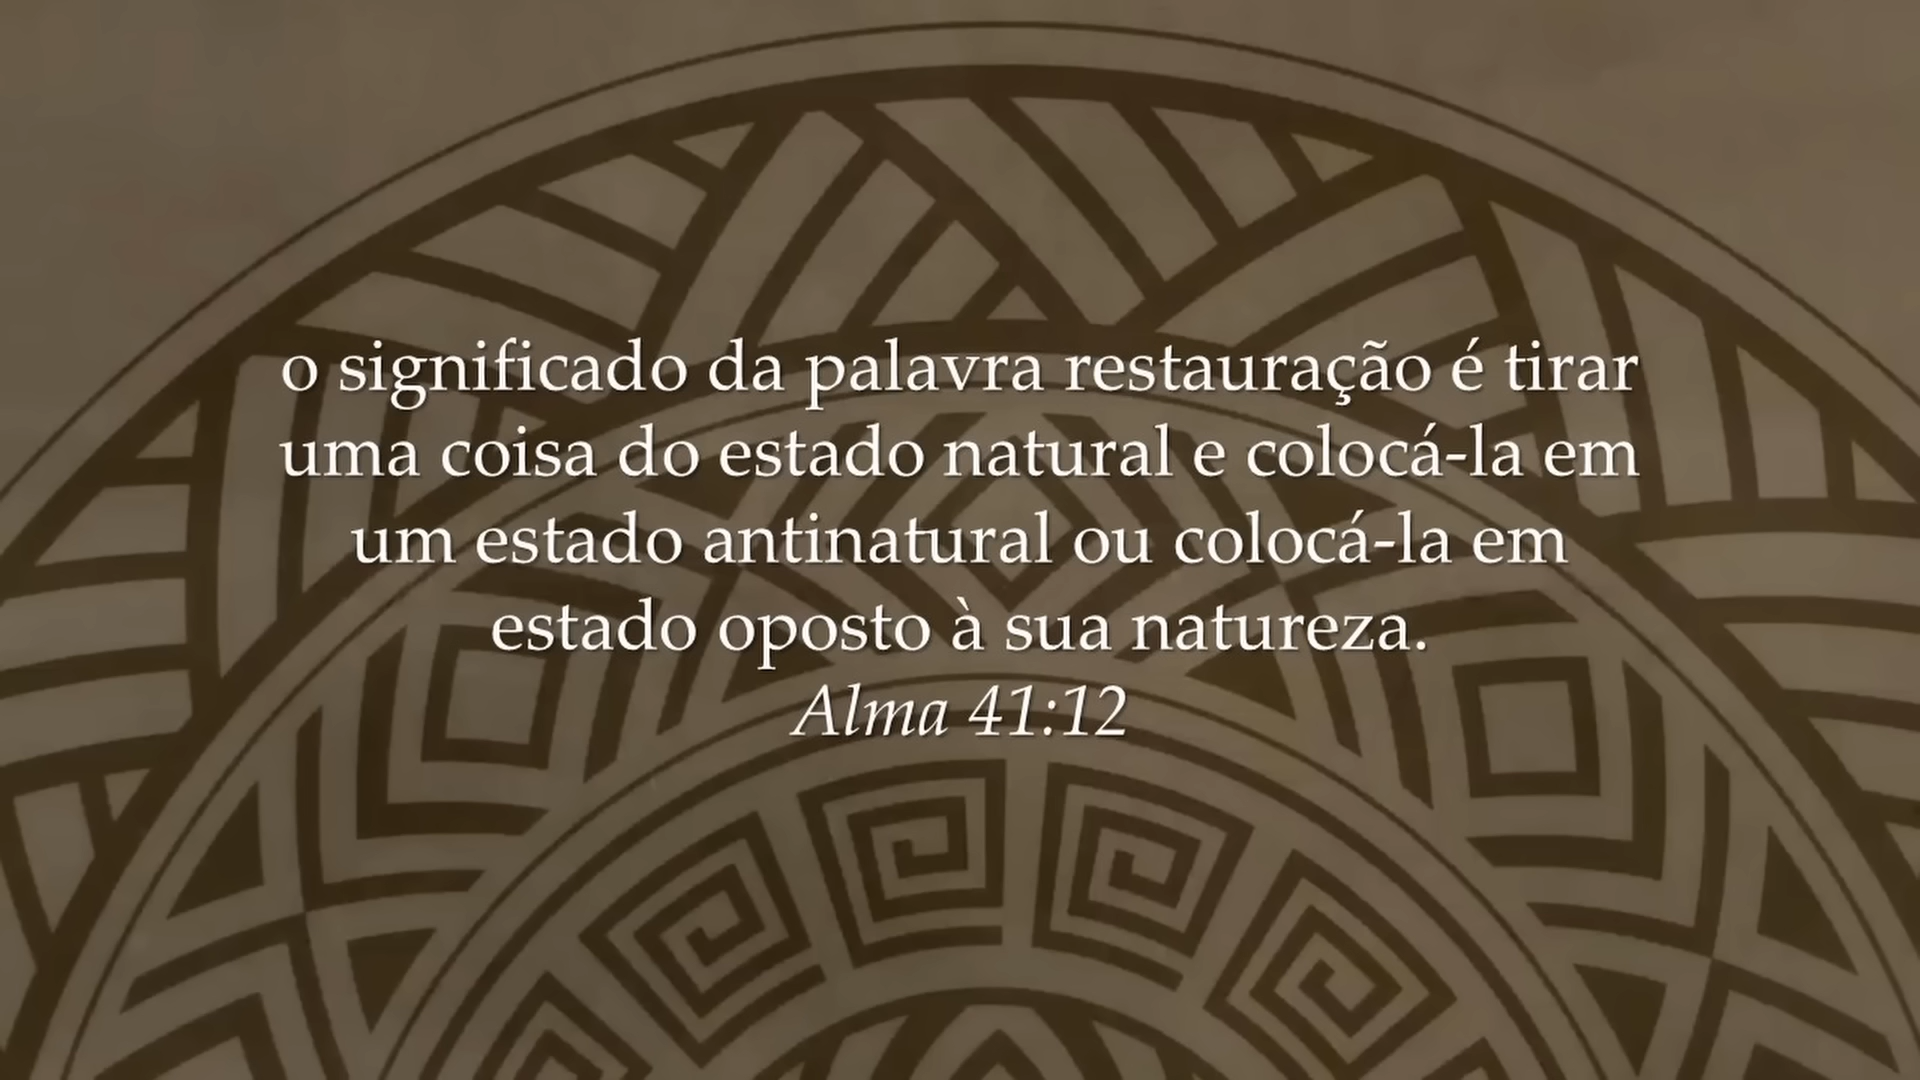 o significado da palavra restauração é tirar
uma coisa do estado natural e colocá-la em
um estado antinatural ou colocá-la em
estado oposto à sua natureza.
Alma 41:12